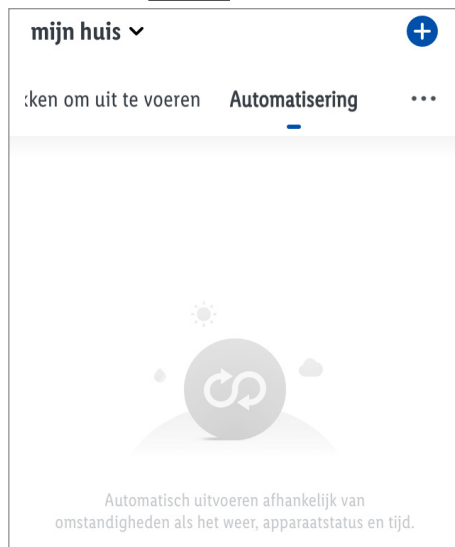 mijn huis
ken om uit te voeren Automatisering ...
Automatisch uitvoeren afhankelijk van
omstandigheden als het weer, apparaatstatus en tijd.